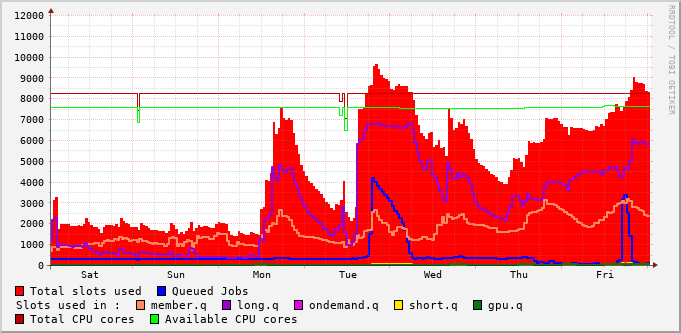 RRDTOOL / TOBI OETIKER
12000
11000
10000
9000
8000
7000
6000
5000
4000
3000
2000
1000
0
Sat Sun Mon Tue Wed Thu Fri
Total slots used Queued Jobs
Slots used in : member.q long.q ondemand.q short.q gpu.q
Total CPU cores Available CPU cores